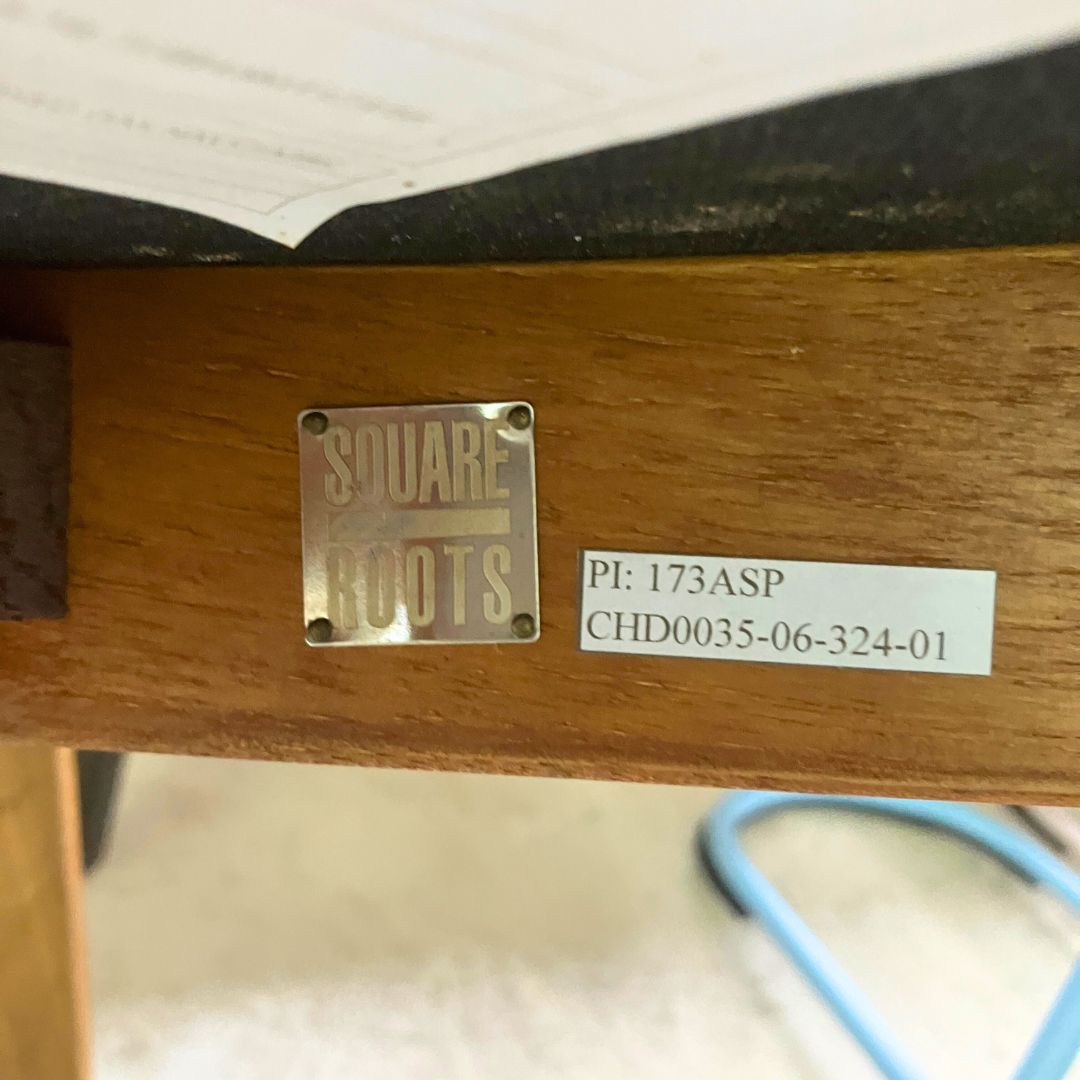 SQUARE
ROOTS
PI: 173ASP
CHD0035-06-324-01